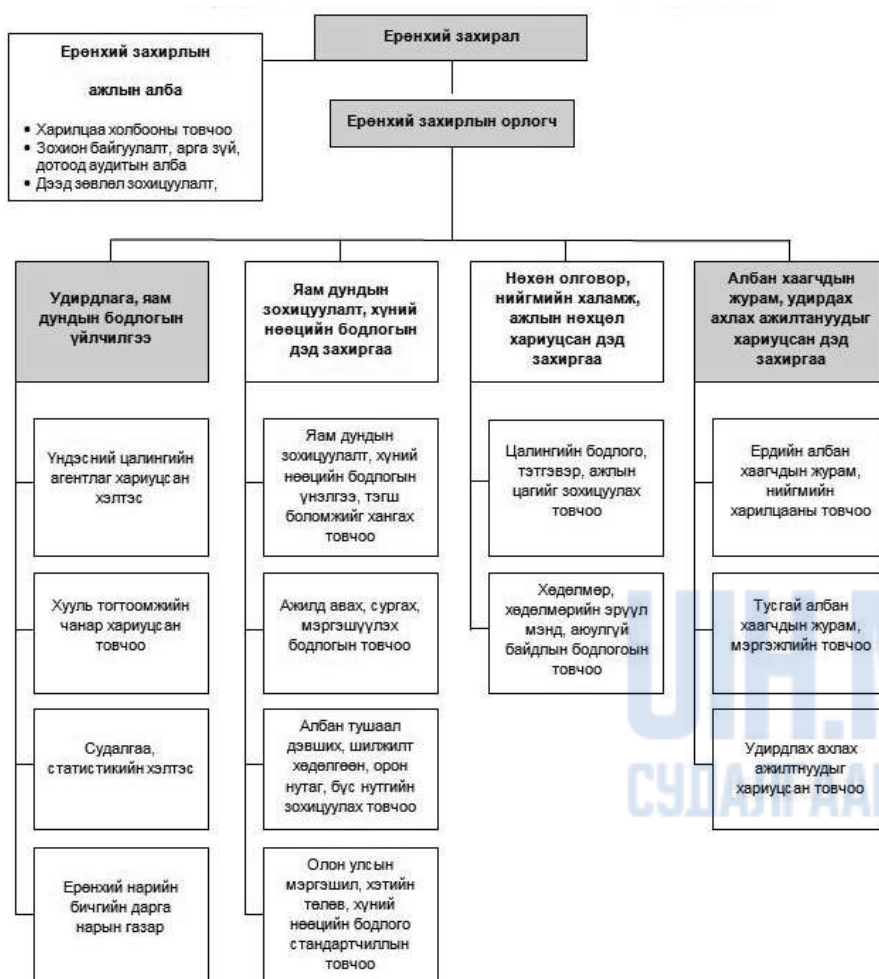 Ерөнхий захирал
Ерөнхий захирлын
ажлын алба
• Харилцаа холбооны товчоо
• Зохион байгуулалт, арга зүй,
дотоод аудитын алба
• Дээд зөвлөл зохицуулалт,
Ерөнхий захирлын орлогч
Удирдлага, яам
дундын бодлогын
үйлчилгээ
Үндэсний цалингийн
агентлаг хариуцсан
хэлтэс
Хууль тогтоомжийн
чанар хариуцсан
товчоо
Судалгаа,
статистикийн хэлтэс
Ерөнхий нарийн
бичгийн дарга
нарын газар
Яам дундын
зохицуулалт, хүний
нөөцийн бодлогын
дэд захиргаа
Яам дундын
зохицуулалт, хүний
нөөцийн бодлогын
үнэлгээ, тэгш
боломжийг хангах
товчоо
Ажилд авах, сургах,
мэргэшүүлэх
бодлогын товчоо
Албан тушаал
дэвших, шилжилт
хөдөлгөөн, орон
нутаг, бүс нутгийн
зохицуулах товчоо
Олон улсын
мэргэшил, хэтийн
төлөв, хүний
нөөцийн бодлого
стандартчиллын
товчоо
Нөхөн олговор,
нийгмийн халамж,
ажлын нөхцөл
хариуцсан дэд
захиргаа
Цалингийн бодлого,
тэтгэвэр, ажлын
цагийг зохицуулах
товчоо
Хөдөлмөр,
хөдөлмөрийн эрүүл
мэнд, аюулгүй
байдлын бодлогоын
товчоо
Албан хаагчдын
журам, удирдах
ахлах ажилтануудыг
хариуцсан дэд
захиргаа
Ердийн албан
хаагчдын журам,
нийгмийн
харилцааны товчоо
Тусгай албан
хаагчдын журам,
мэргэжлийн товчоо
Удирдлах ахлах
ажилтнуудыг
хариуцсан товчоо